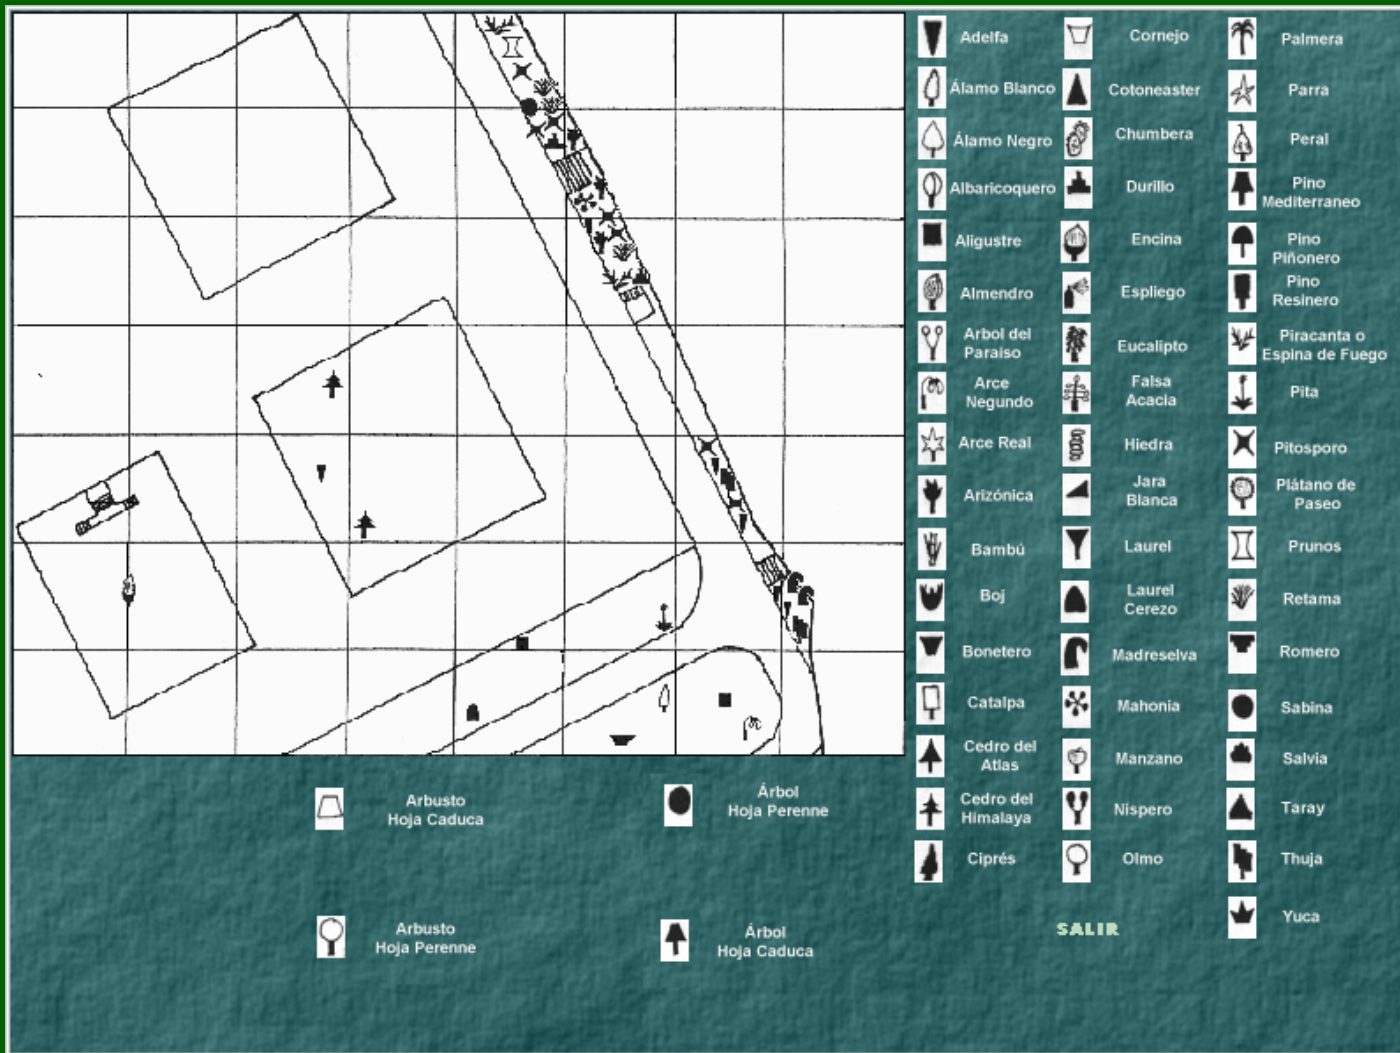 Adelfa
Álamo Blanco
Álamo Negro
Albaricoquero
Aligustre
Almendro
Arbol del
Paraiso
Arce
Negundo
Arce Real
Arizónica
Bambú
Boj
Bonetero
Catalpa
Cedro del
Atlas
Cedro del
Himalaya
Ciprés
Cornejo
Cotoneaster
Chumbera
Durillo
Encina
Espliego
Eucalipto
Falsa
Acacia
Hiedra
Jara
Blanca
Laurel
Laurel
Cerezo
Madreselva
Mahonia
Manzano
Nispero
Olmo
Palmera
Parra
Peral
Pino
Mediterraneo
Pino
Piñonero
Pino
Resinero
Piracanta o
Espina de Fuego
Pita
Pitosporo
Plátano de
Paseo
Prunos
Retama
Romero
Sabina
Salvia
Taray
Thuja
Yuca
Arbusto
Hoja Caduca
Árbol
Hoja Perenne
Arbusto
Hoja Perenne
Árbol
Hoja Caduca
SALIR